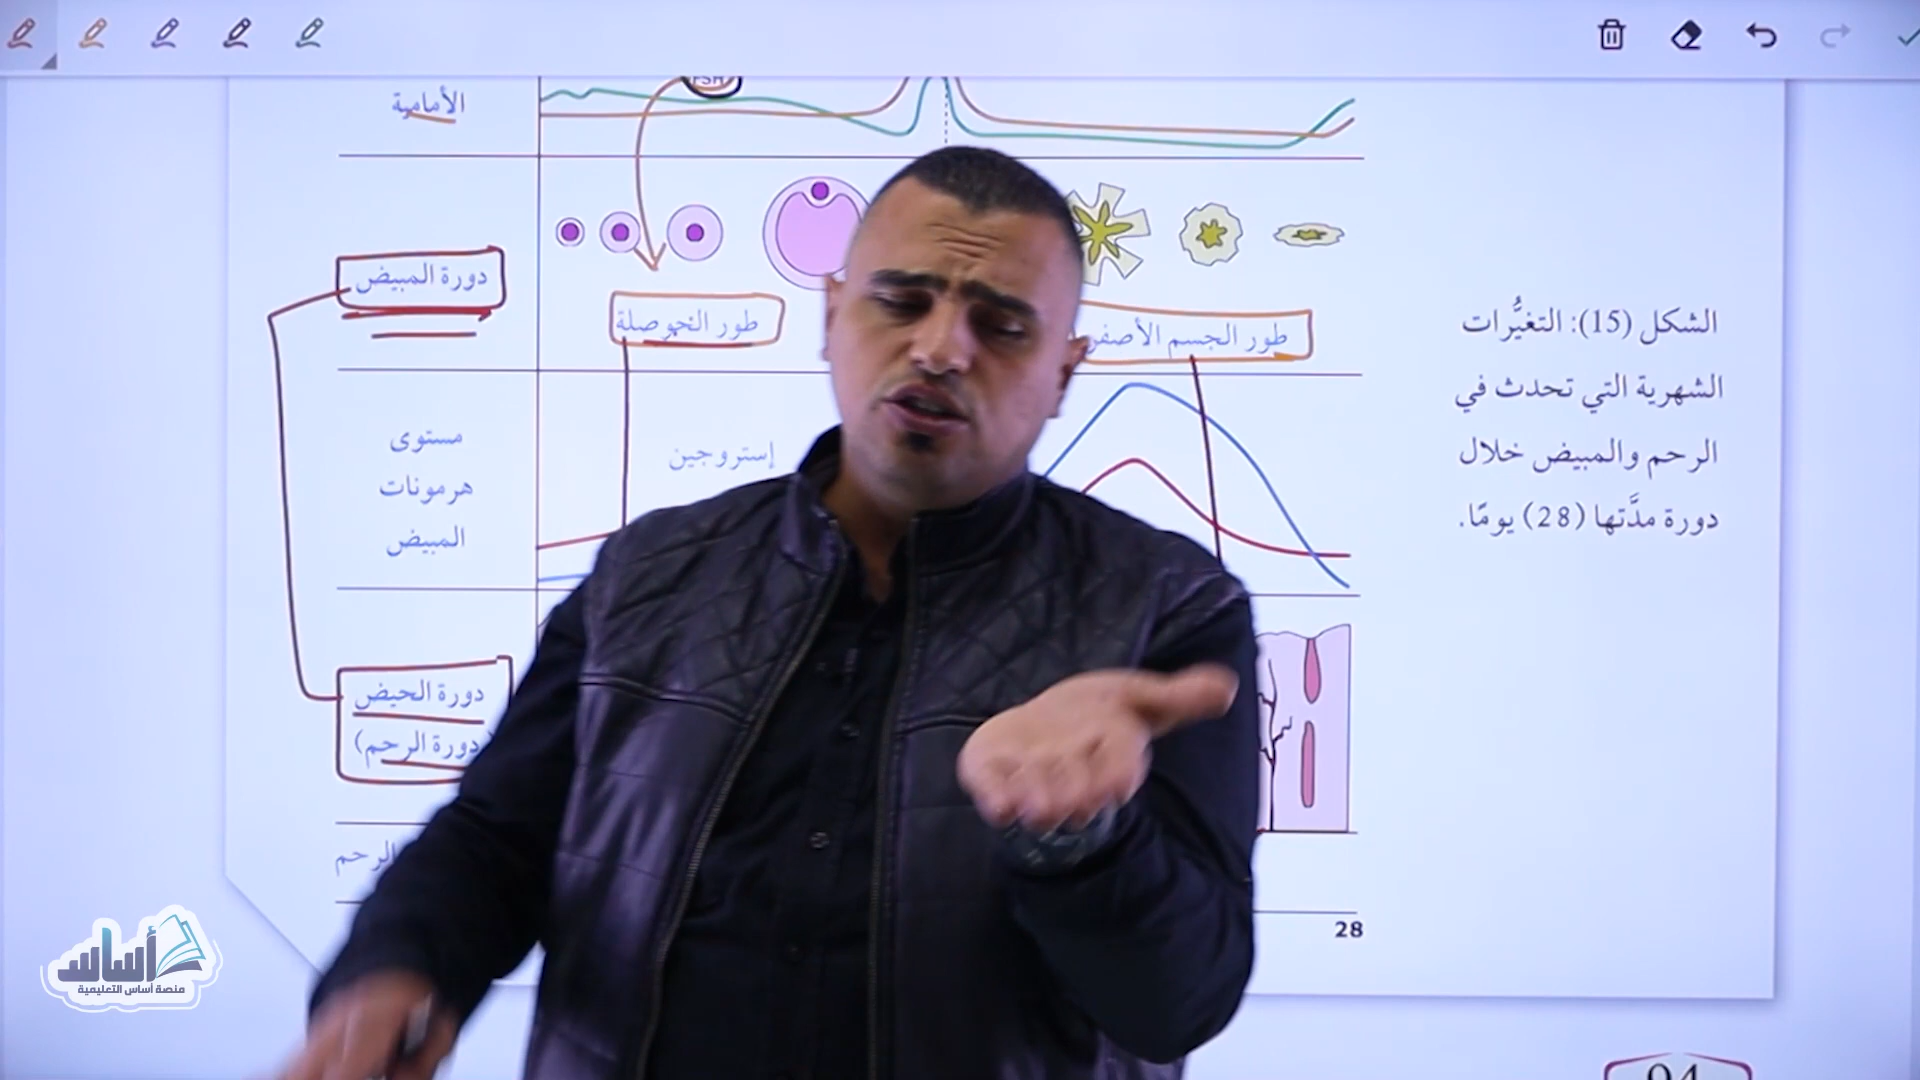 FSH
الأمامية
دورة المبيض
طور الحوصلة
طور الجسم الأصفر
مستوى
هرمونات
المبيض
إستروجين
دورة الحيض
(دورة الرحم)
الرحم
28
الشكل (15): التغيُّرات
الشهرية التي تحدث في
الرحم والمبيض خلال
دورة مدَّتها (28) يومًا.
أساس
منصة أساس التعليمية